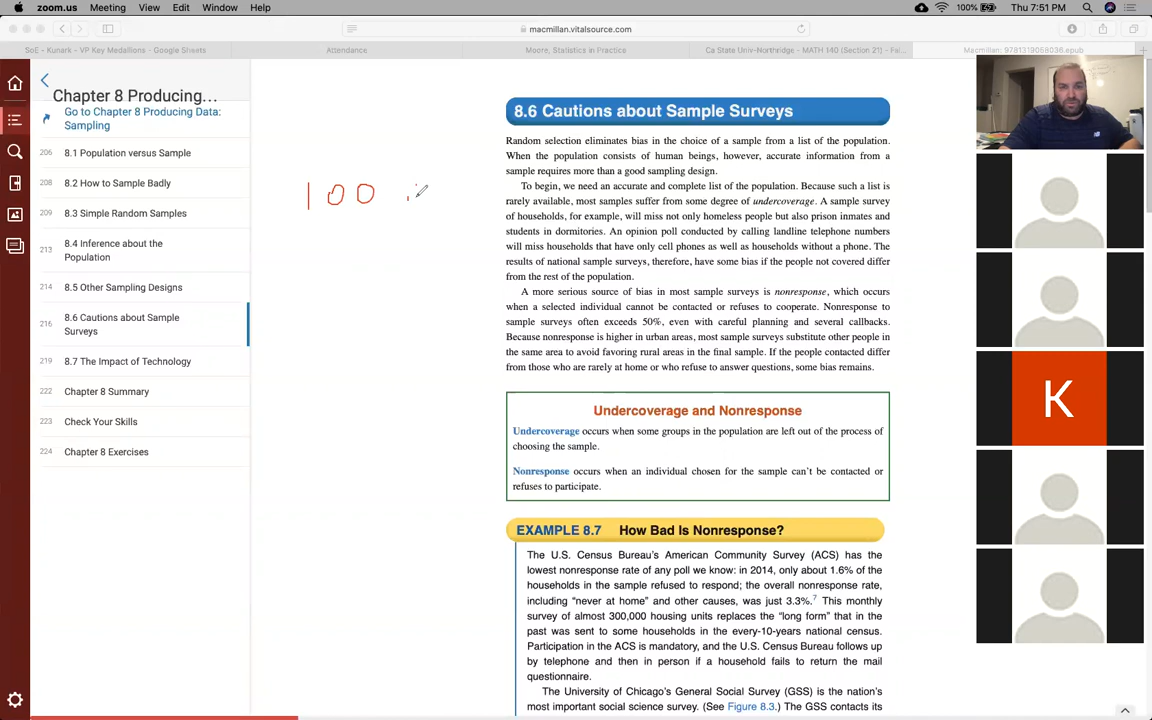 zoom.us Meeting View Edit Window Help
100% Thu 7:51 PM
macmillan.vitalsource.com
SoE - Kunark - VP Key Medallions - Google Sheets
Attendance
Moore, Statistics in Practice
Ca State Univ-Northridge - MATH 140 (Section 21) - Fal...
Macmillan: 9781319058036.epub
Chapter 8 Producing...
Go to Chapter 8 Producing Data:
Sampling
206 8.1 Population versus Sample
208 8.2 How to Sample Badly
209 8.3 Simple Random Samples
213 8.4 Inference about the
Population
214 8.5 Other Sampling Designs
216 8.6 Cautions about Sample
Surveys
219 8.7 The Impact of Technology
222 Chapter 8 Summary
223 Check Your Skills
224 Chapter 8 Exercises
100
8.6 Cautions about Sample Surveys
Random selection eliminates bias in the choice of a sample from a list of the population.
When the population consists of human beings, however, accurate information from a
sample requires more than a good sampling design.
To begin, we need an accurate and complete list of the population. Because such a list is
rarely available, most samples suffer from some degree of undercoverage. A sample survey
of households, for example, will miss not only homeless people but also prison inmates and
students in dormitories. An opinion poll conducted by calling landline telephone numbers
will miss households that have only cell phones as well as households without a phone. The
results of national sample surveys, therefore, have some bias if the people not covered differ
from the rest of the population.
A more serious source of bias in most sample surveys is nonresponse, which occurs
when a selected individual cannot be contacted or refuses to cooperate. Nonresponse to
sample surveys often exceeds 50%, even with careful planning and several callbacks.
Because nonresponse is higher in urban areas, most sample surveys substitute other people in
the same area to avoid favoring rural areas in the final sample. If the people contacted differ
from those who are rarely at home or who refuse to answer questions, some bias remains.
Undercoverage and Nonresponse
Undercoverage occurs when some groups in the population are left out of the process of
choosing the sample.
Nonresponse occurs when an individual chosen for the sample can't be contacted or
refuses to participate.
EXAMPLE 8.7 How Bad Is Nonresponse?
The U.S. Census Bureau's American Community Survey (ACS) has the
lowest nonresponse rate of any poll we know: in 2014, only about 1.6% of the
households in the sample refused to respond; the overall nonresponse rate,
including "never at home" and other causes, was just 3.3%.7 This monthly
survey of almost 300,000 housing units replaces the "long form" that in the
past was sent to some households in the every-10-years national census.
Participation in the ACS is mandatory, and the U.S. Census Bureau follows up
by telephone and then in person if a household fails to return the mail
questionnaire.
The University of Chicago's General Social Survey (GSS) is the nation's
most important social science survey. (See Figure 8.3.) The GSS contacts its
K